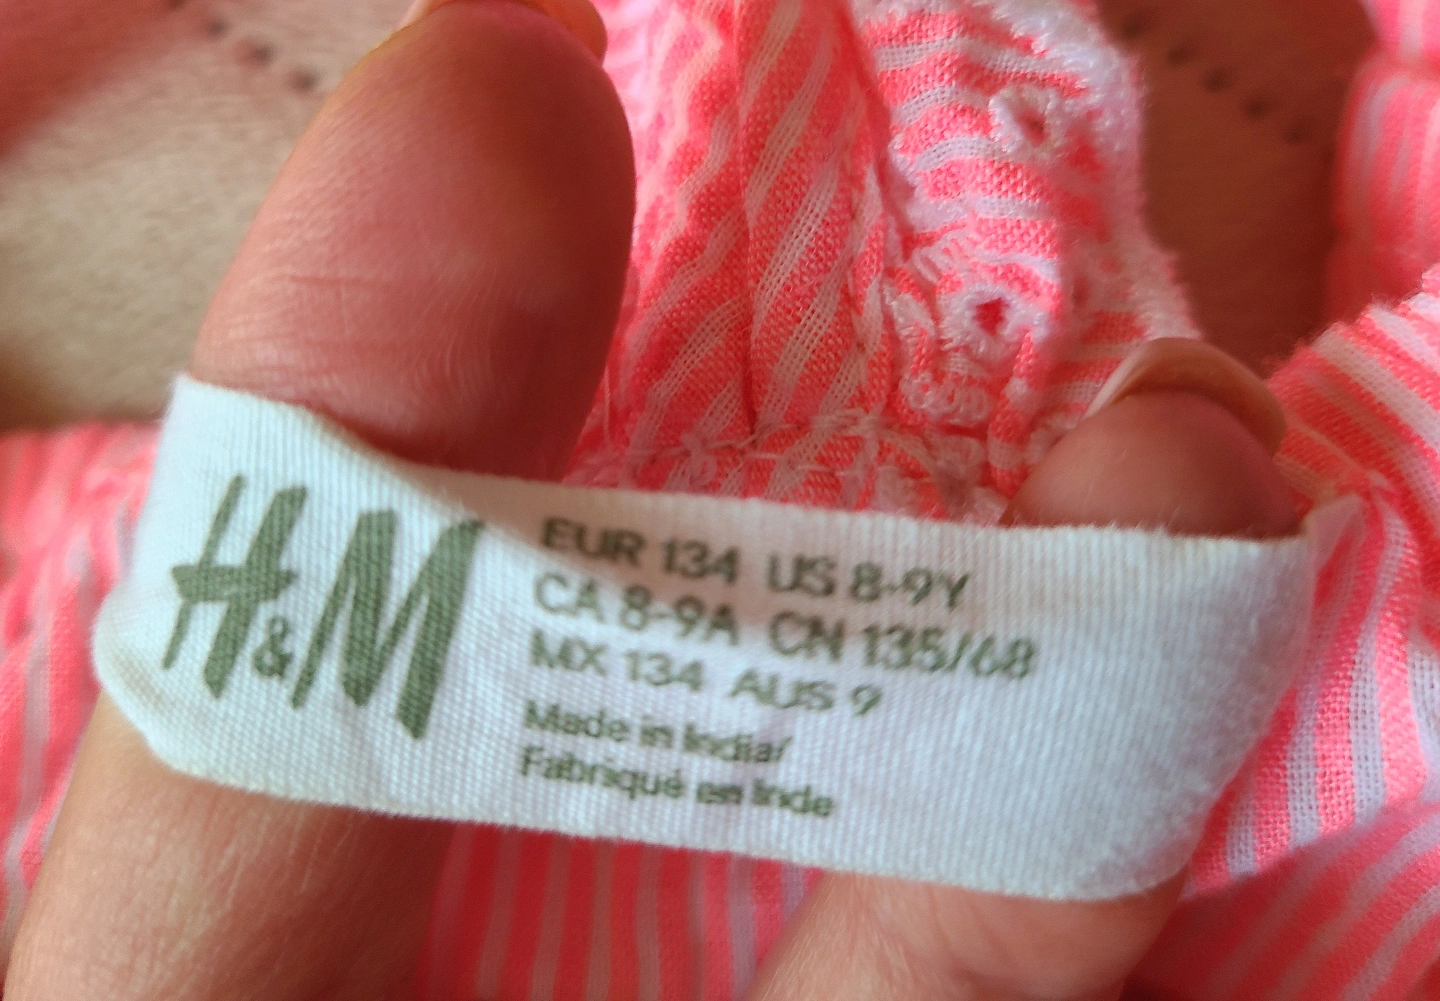 H&M
EUR 134 US 8-9Y
CA 8-9A CN 135/68
MX 134 AUS 9
Made in India/
Fabriqué en Inde